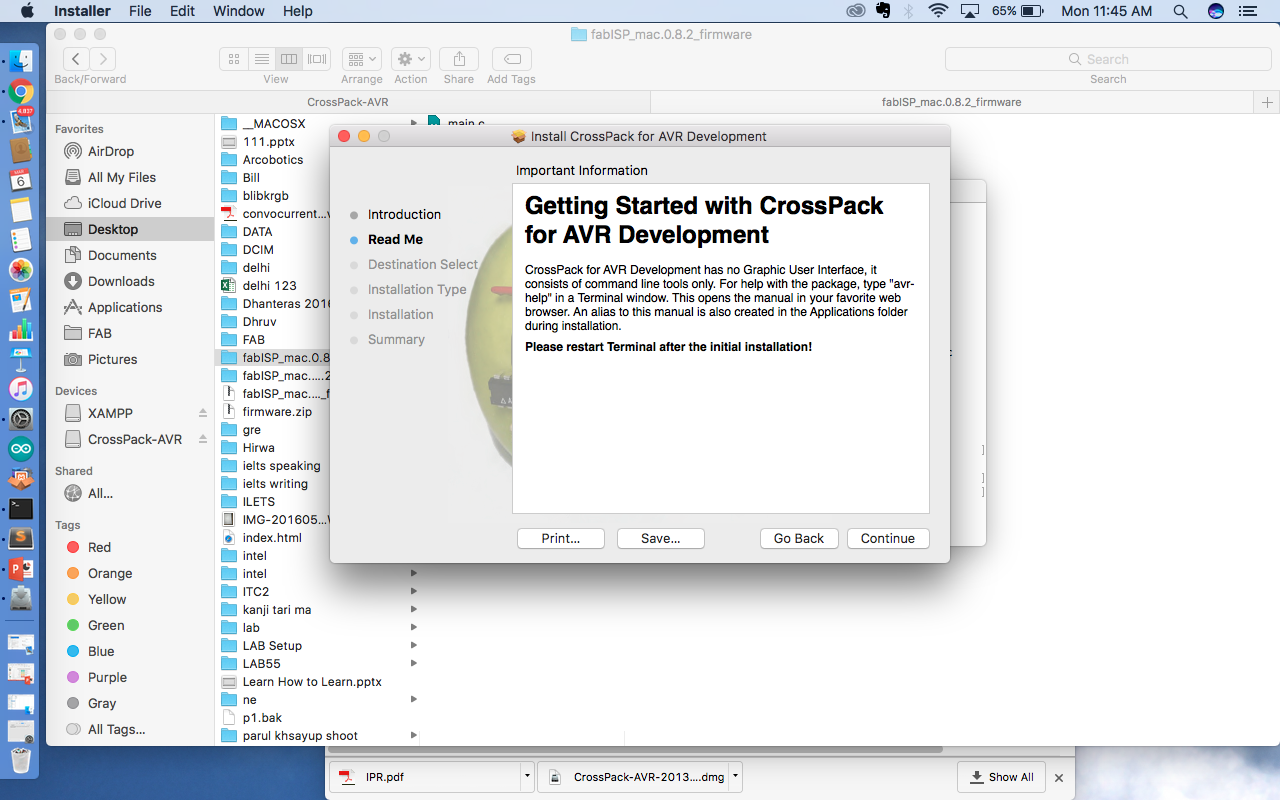 Installer File Edit Window Help 65% Mon 11:45 AM
fabISP_mac.0.8.2_firmware
Back/Forward View Arrange Action Share Add Tags Search
Search
CrossPack-AVR fabISP_mac.0.8.2_firmware
4,837
MAR
6
Favorites
AirDrop
All My Files
iCloud Drive
Desktop
Documents
Downloads
Applications
FAB
Pictures
Devices
XAMPP
CrossPack-AVR
Shared
All...
Tags
Red
Orange
Yellow
Green
Blue
Purple
Gray
All Tags...
__MACOSX
111.pptx
Arcobotics
Bill
blibkrgb
convocurrent...v
DATA
DCIM
delhi
delhi 123
Dhanteras 2016
Dhruv
FAB
fabISP_mac.0.8
fabISP_mac.....2
fabISP_mac...._f
firmware.zip
gre
Hirwa
ielts speaking
ielts writing
ILETS
IMG-201605...W
index.html
intel
intel
ITC2
kanji tari ma
lab
LAB Setup
LAB55
Learn How to Learn.pptx
ne
p1.bak
parul khsayup shoot
main.c
Install CrossPack for AVR Development
Important Information
Introduction
Read Me
Destination Select
Installation Type
Installation
Summary
Getting Started with CrossPack
for AVR Development
CrossPack for AVR Development has no Graphic User Interface, it
consists of command line tools only. For help with the package, type "avr-
help" in a Terminal window. This opens the manual in your favorite web
browser. An alias to this manual is also created in the Applications folder
during installation.
Please restart Terminal after the initial installation!
Print... Save... Go Back Continue
IPR.pdf CrossPack-AVR-2013....dmg Show All